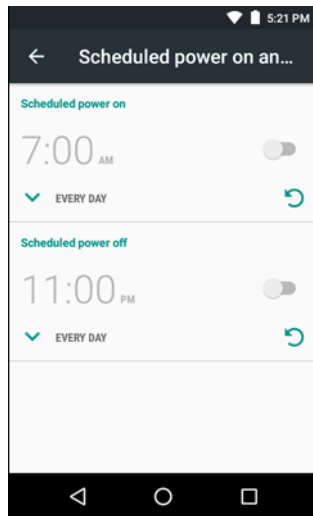 5:21 PM
Scheduled power on an...
Scheduled power on
7:00 AM
EVERY DAY
Scheduled power off
11:00 PM
EVERY DAY